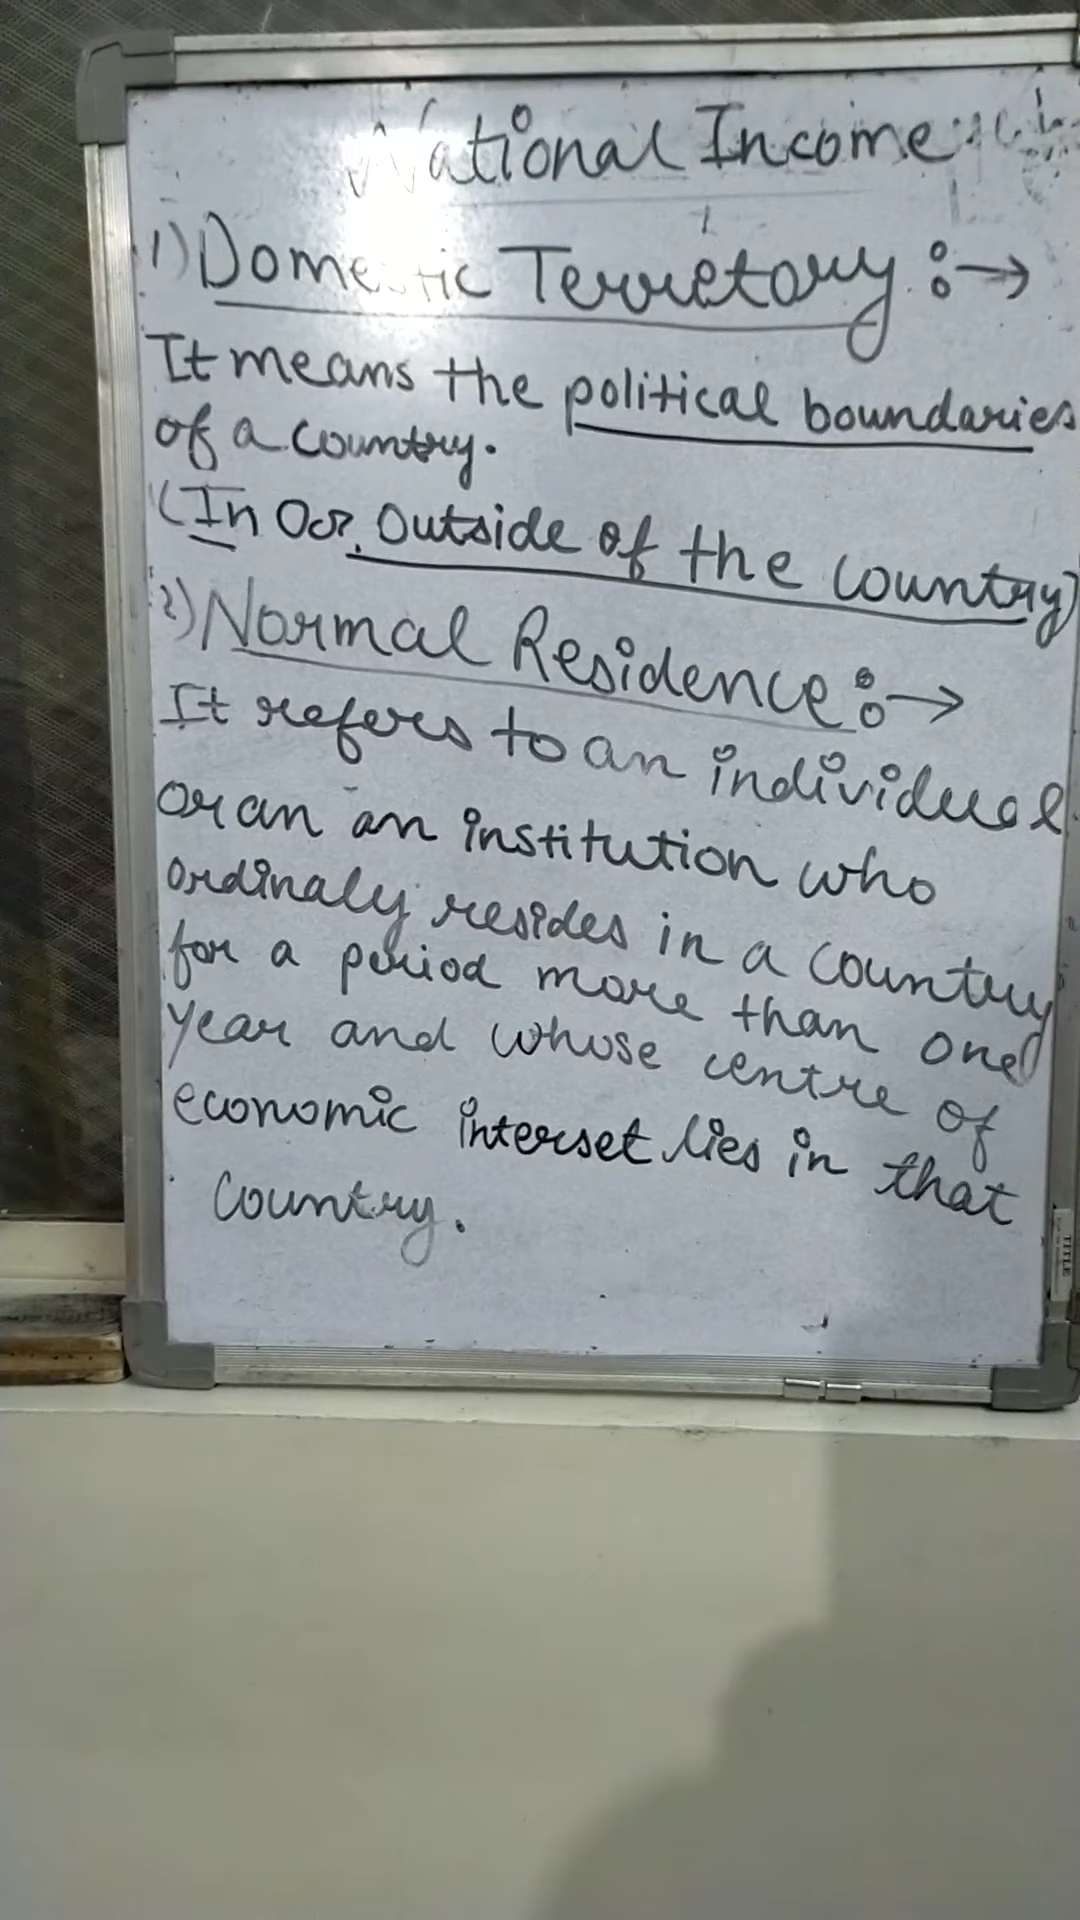 National Income
1) Domestic Terretory :→
It means the political boundaries
of a country.
(In Oor outside of the country)
2) Normal Residence :→
It refers to an individual
or an an institution who
ordinaly resides in a country
for a period more than one
year and whose centre of
economic interset lies in that
country.
TITLE